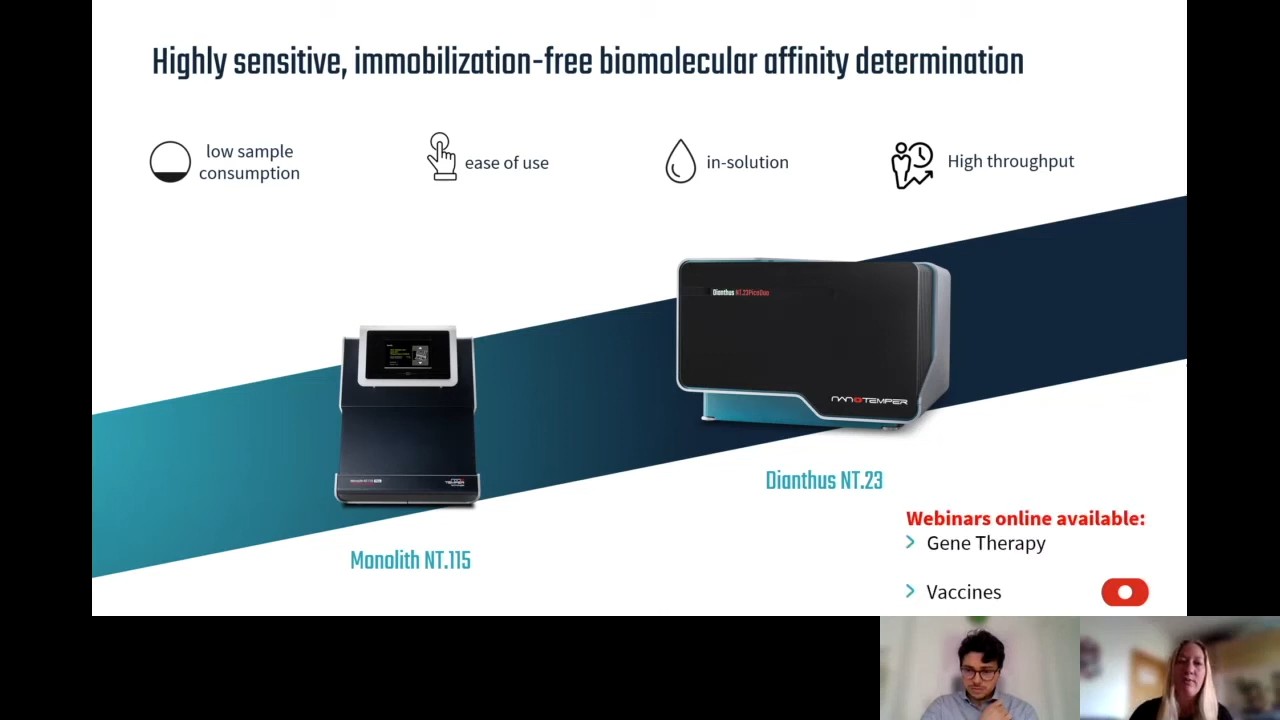 Highly sensitive, immobilization-free biomolecular affinity determination
low sample
consumption
ease of use
in-solution
High throughput
Dianthus NT.23PicoDuo
NANOTEMPER
Dianthus NT.23
Monolith NT.115
Webinars online available:
Gene Therapy
Vaccines